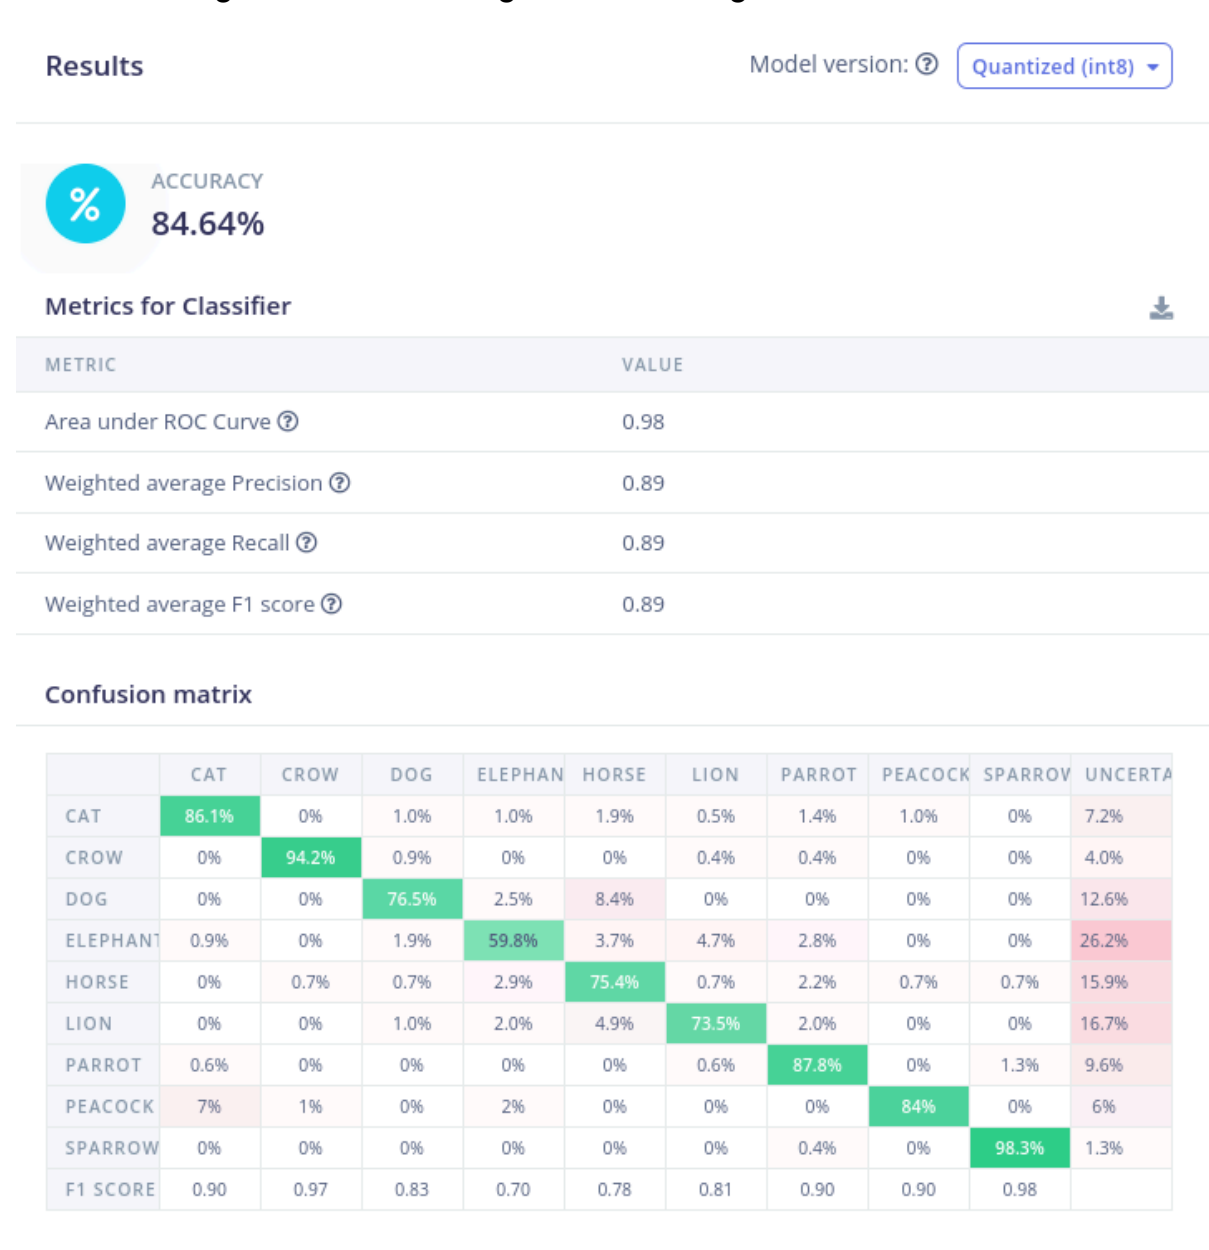 Results
Model version: Quantized (int8)
%
ACCURACY
84.64%
Metrics for Classifier
METRIC VALUE
Area under ROC Curve ? 0.98
Weighted average Precision ? 0.89
Weighted average Recall ? 0.89
Weighted average F1 score ? 0.89
Confusion matrix
CAT CROW DOG ELEPHAN HORSE LION PARROT PEACOCK SPARROW UNCERTA
CAT 86.1% 0% 1.0% 1.0% 1.9% 0.5% 1.4% 1.0% 0% 7.2%
CROW 0% 94.2% 0.9% 0% 0% 0.4% 0.4% 0% 0% 4.0%
DOG 0% 0% 76.5% 2.5% 8.4% 0% 0% 0% 0% 12.6%
ELEPHANT 0.9% 0% 1.9% 59.8% 3.7% 4.7% 2.8% 0% 0% 26.2%
HORSE 0% 0.7% 0.7% 2.9% 75.4% 0.7% 2.2% 0.7% 0.7% 15.9%
LION 0% 0% 1.0% 2.0% 4.9% 73.5% 2.0% 0% 0% 16.7%
PARROT 0.6% 0% 0% 0% 0% 0.6% 87.8% 0% 1.3% 9.6%
PEACOCK 7% 1% 0% 2% 0% 0% 0% 84% 0% 6%
SPARROW 0% 0% 0% 0% 0% 0% 0.4% 0% 98.3% 1.3%
F1 SCORE 0.90 0.97 0.83 0.70 0.78 0.81 0.90 0.90 0.98